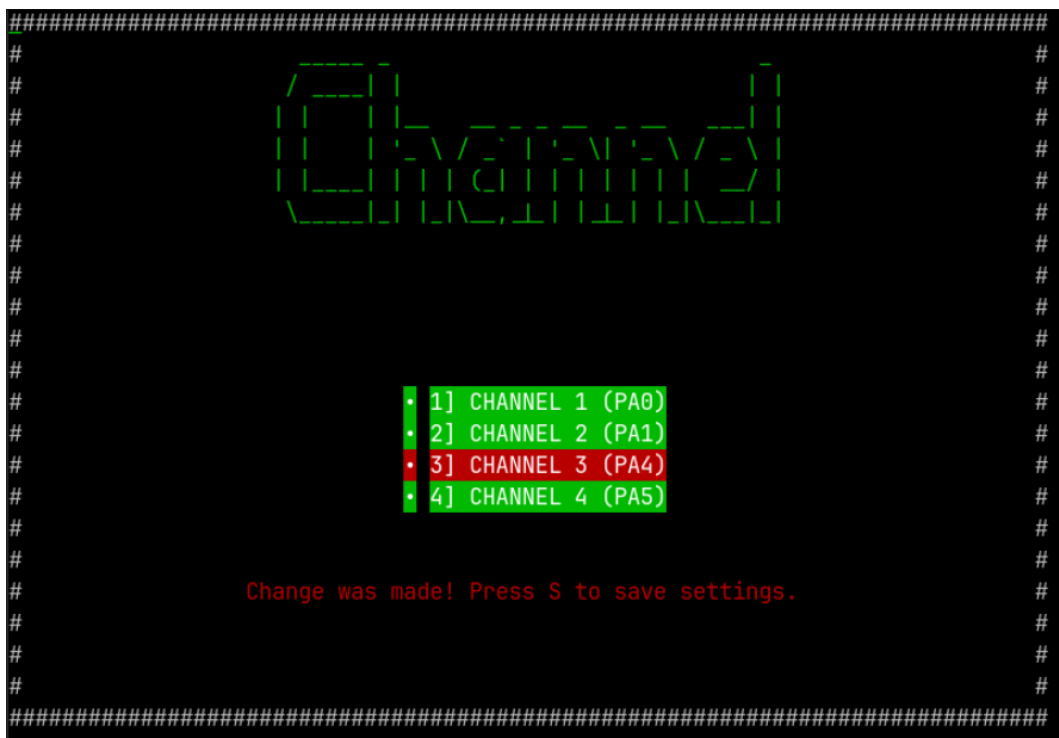 Channel
• 1] CHANNEL 1 (PA0)
• 2] CHANNEL 2 (PA1)
• 3] CHANNEL 3 (PA4)
• 4] CHANNEL 4 (PA5)
Change was made! Press S to save settings.